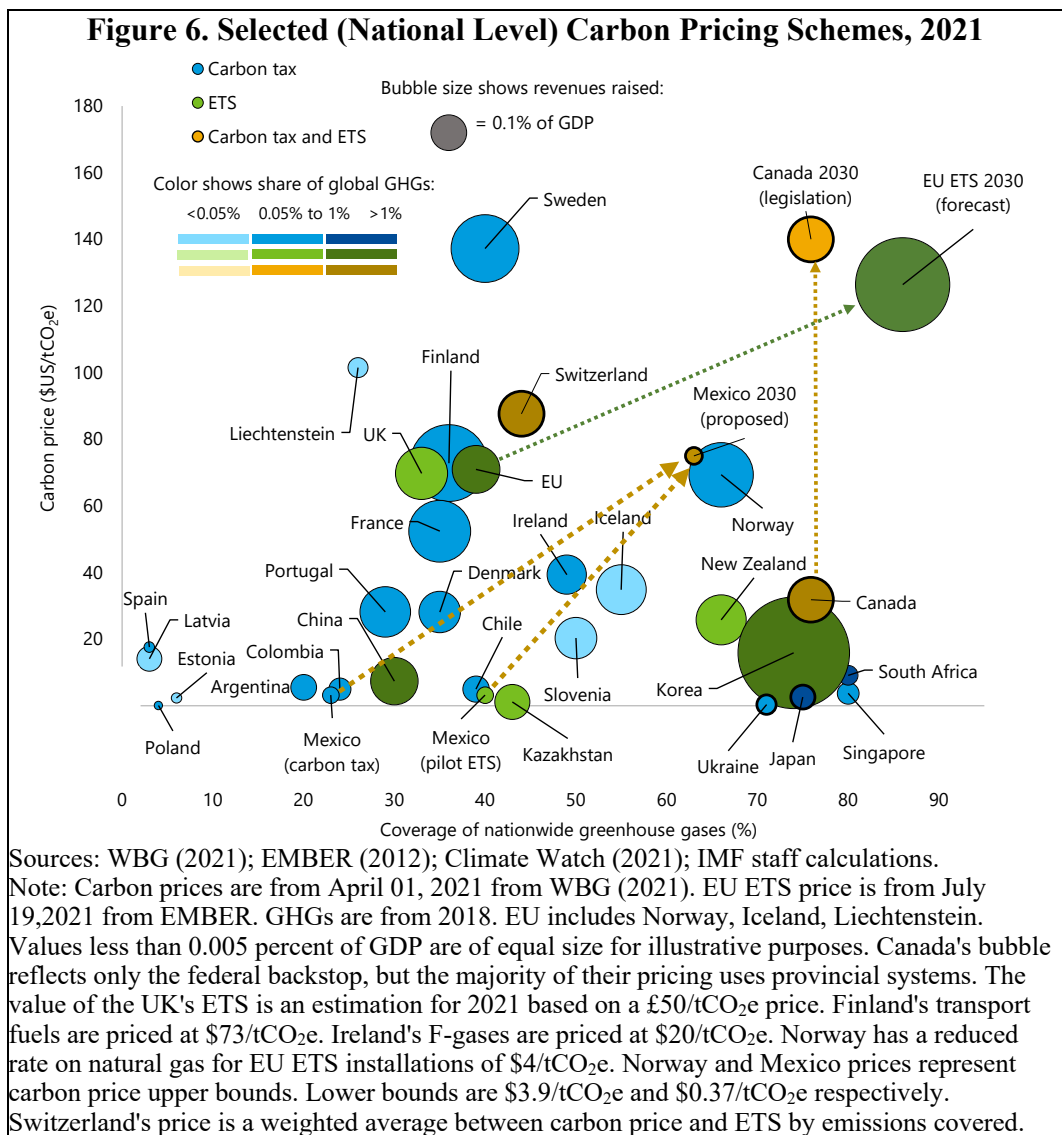 Figure 6. Selected (National Level) Carbon Pricing Schemes, 2021
Carbon tax
ETS
Carbon tax and ETS
Bubble size shows revenues raised:
= 0.1% of GDP
Color shows share of global GHGs:
<0.05% 0.05% to 1% >1%
Carbon price ($US/tCO2e)
180
160
140
120
100
80
60
40
20
0
Sweden
Canada 2030
(legislation)
EU ETS 2030
(forecast)
Finland
Switzerland
Mexico 2030
(proposed)
Liechtenstein
UK
EU
France
Ireland
Iceland
Norway
Portugal
Denmark
New Zealand
Spain
Latvia
China
Chile
Canada
Estonia
Colombia
Argentina
Slovenia
Korea
South Africa
Poland
Mexico
(carbon tax)
Mexico
(pilot ETS)
Kazakhstan
Ukraine
Japan
Singapore
0 10 20 30 40 50 60 70 80 90
Coverage of nationwide greenhouse gases (%)
Sources: WBG (2021); EMBER (2012); Climate Watch (2021); IMF staff calculations.
Note: Carbon prices are from April 01, 2021 from WBG (2021). EU ETS price is from July
19,2021 from EMBER. GHGs are from 2018. EU includes Norway, Iceland, Liechtenstein.
Values less than 0.005 percent of GDP are of equal size for illustrative purposes. Canada's bubble
reflects only the federal backstop, but the majority of their pricing uses provincial systems. The
value of the UK's ETS is an estimation for 2021 based on a £50/tCO2e price. Finland's transport
fuels are priced at $73/tCO2e. Ireland's F-gases are priced at $20/tCO2e. Norway has a reduced
rate on natural gas for EU ETS installations of $4/tCO2e. Norway and Mexico prices represent
carbon price upper bounds. Lower bounds are $3.9/tCO2e and $0.37/tCO2e respectively.
Switzerland's price is a weighted average between carbon price and ETS by emissions covered.